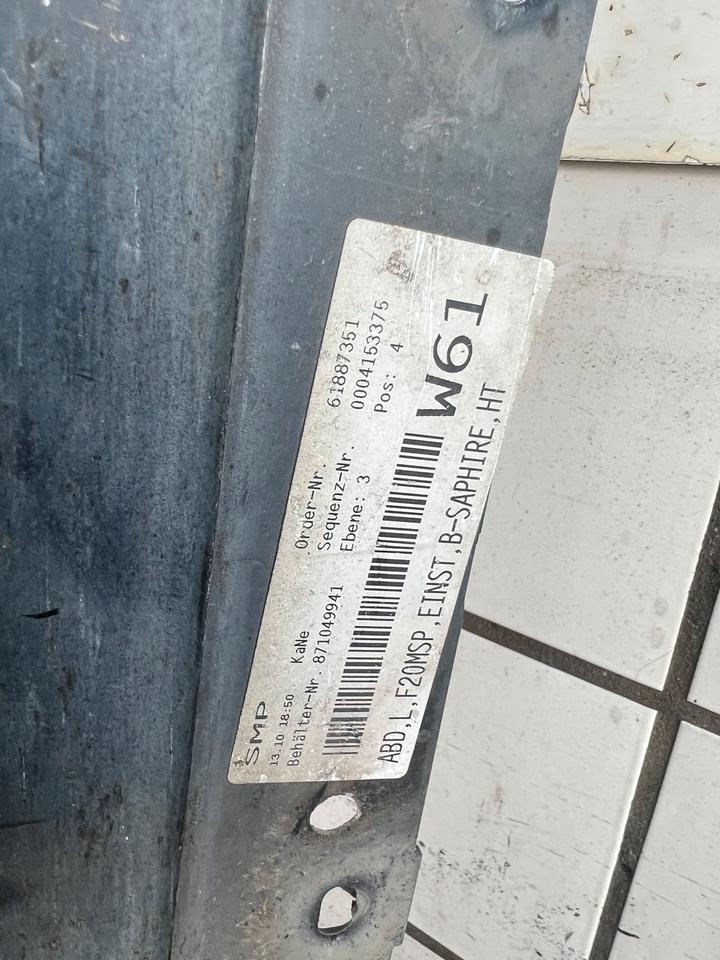 SMP
13.10 18:50 KaNe Order-Nr. 61887351
Behälter-Nr. 871049941 Sequenz-Nr. 0004153375
Ebene: 3 Pos: 4
W61
ABD,L,F20MSP,EINST,B-SAPHIRE,HT